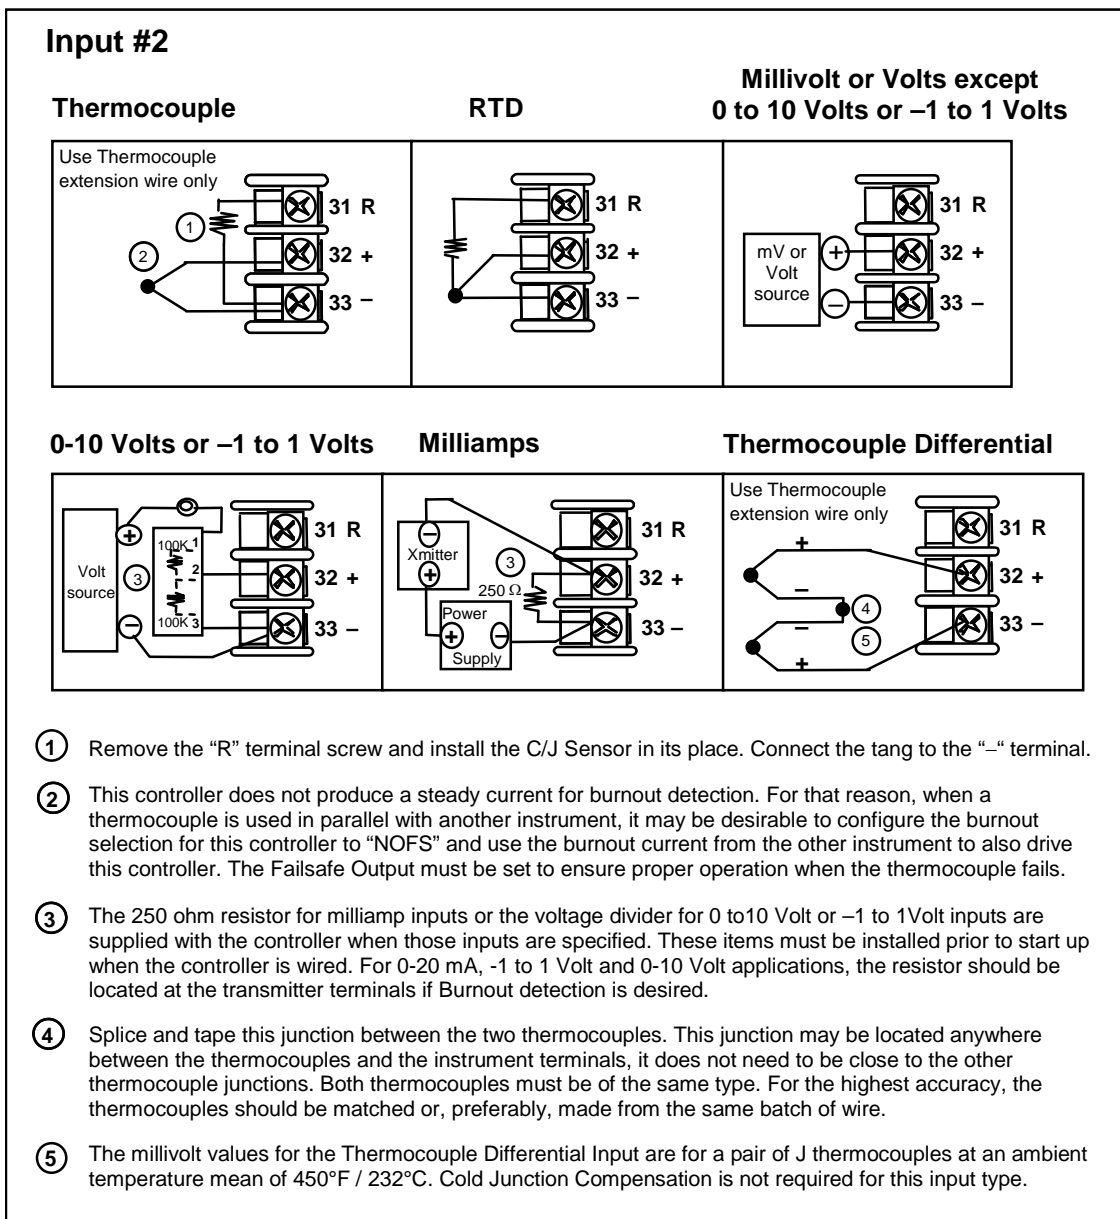 Input #2
Thermocouple
RTD
Millivolt or Volts except
0 to 10 Volts or –1 to 1 Volts
Use Thermocouple
extension wire only
1
2
31 R
32 +
33 –
31 R
32 +
33 –
mV or
Volt
source
+
–
31 R
32 +
33 –
0-10 Volts or –1 to 1 Volts
Milliamps
Thermocouple Differential
Volt
source
+
–
3
100K 1
2
100K 3
31 R
32 +
33 –
–
Xmitter
+
3
250 Ω
Power
+ –
Supply
31 R
32 +
33 –
Use Thermocouple
extension wire only
+
–
–
+
4
5
31 R
32 +
33 –
1 Remove the “R” terminal screw and install the C/J Sensor in its place. Connect the tang to the “–“ terminal.
2 This controller does not produce a steady current for burnout detection. For that reason, when a
thermocouple is used in parallel with another instrument, it may be desirable to configure the burnout
selection for this controller to “NOFS” and use the burnout current from the other instrument to also drive
this controller. The Failsafe Output must be set to ensure proper operation when the thermocouple fails.
3 The 250 ohm resistor for milliamp inputs or the voltage divider for 0 to10 Volt or –1 to 1Volt inputs are
supplied with the controller when those inputs are specified. These items must be installed prior to start up
when the controller is wired. For 0-20 mA, -1 to 1 Volt and 0-10 Volt applications, the resistor should be
located at the transmitter terminals if Burnout detection is desired.
4 Splice and tape this junction between the two thermocouples. This junction may be located anywhere
between the thermocouples and the instrument terminals, it does not need to be close to the other
thermocouple junctions. Both thermocouples must be of the same type. For the highest accuracy, the
thermocouples should be matched or, preferably, made from the same batch of wire.
5 The millivolt values for the Thermocouple Differential Input are for a pair of J thermocouples at an ambient
temperature mean of 450°F / 232°C. Cold Junction Compensation is not required for this input type.